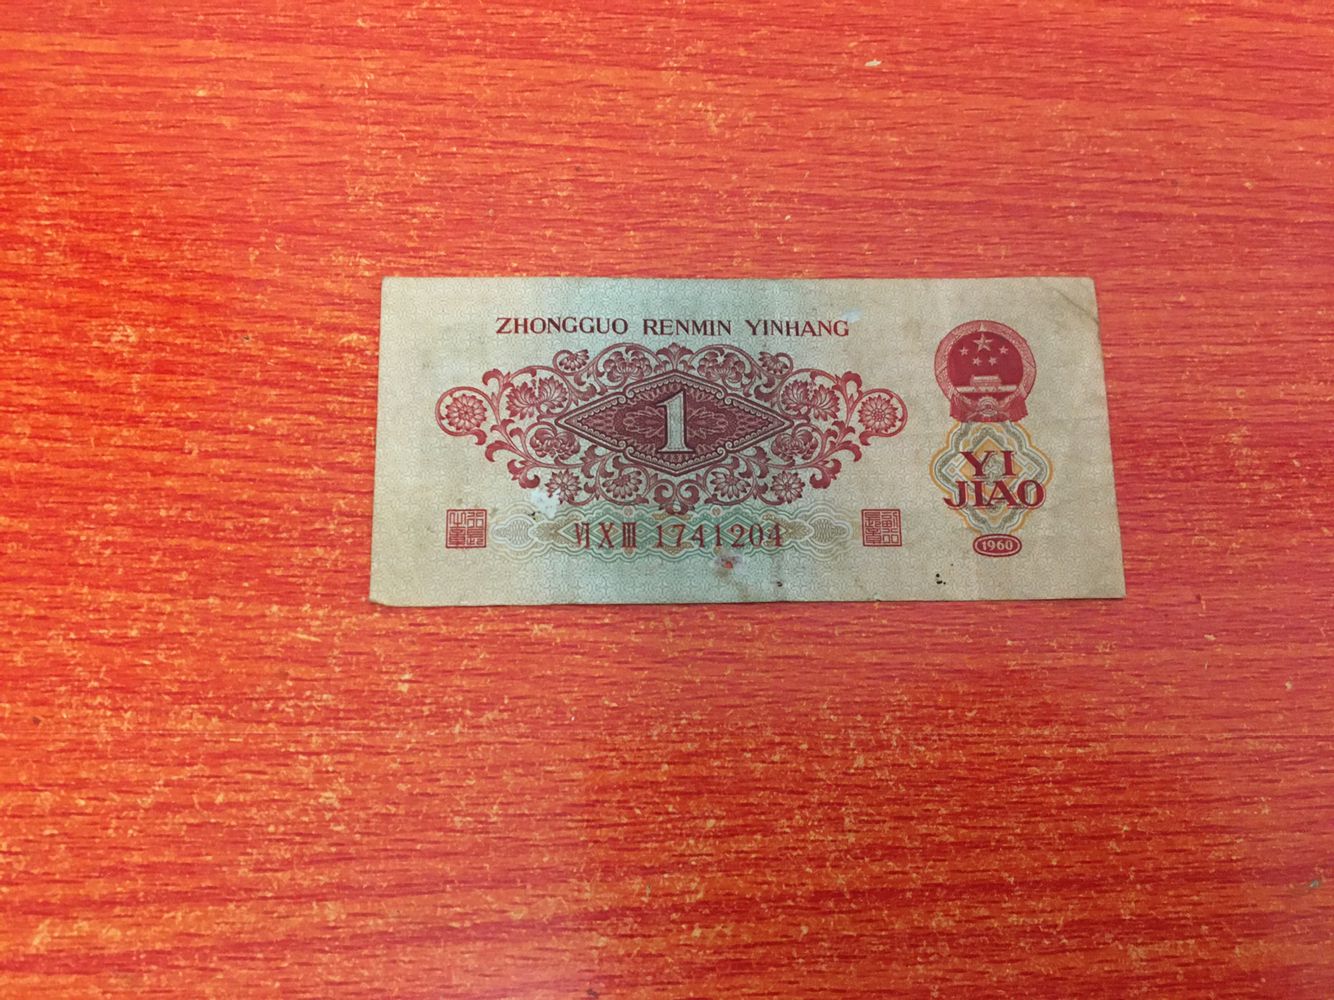 ZHONGGUO RENMIN YINHANG
1
YI
JIAO
VI X III 1741204
1960